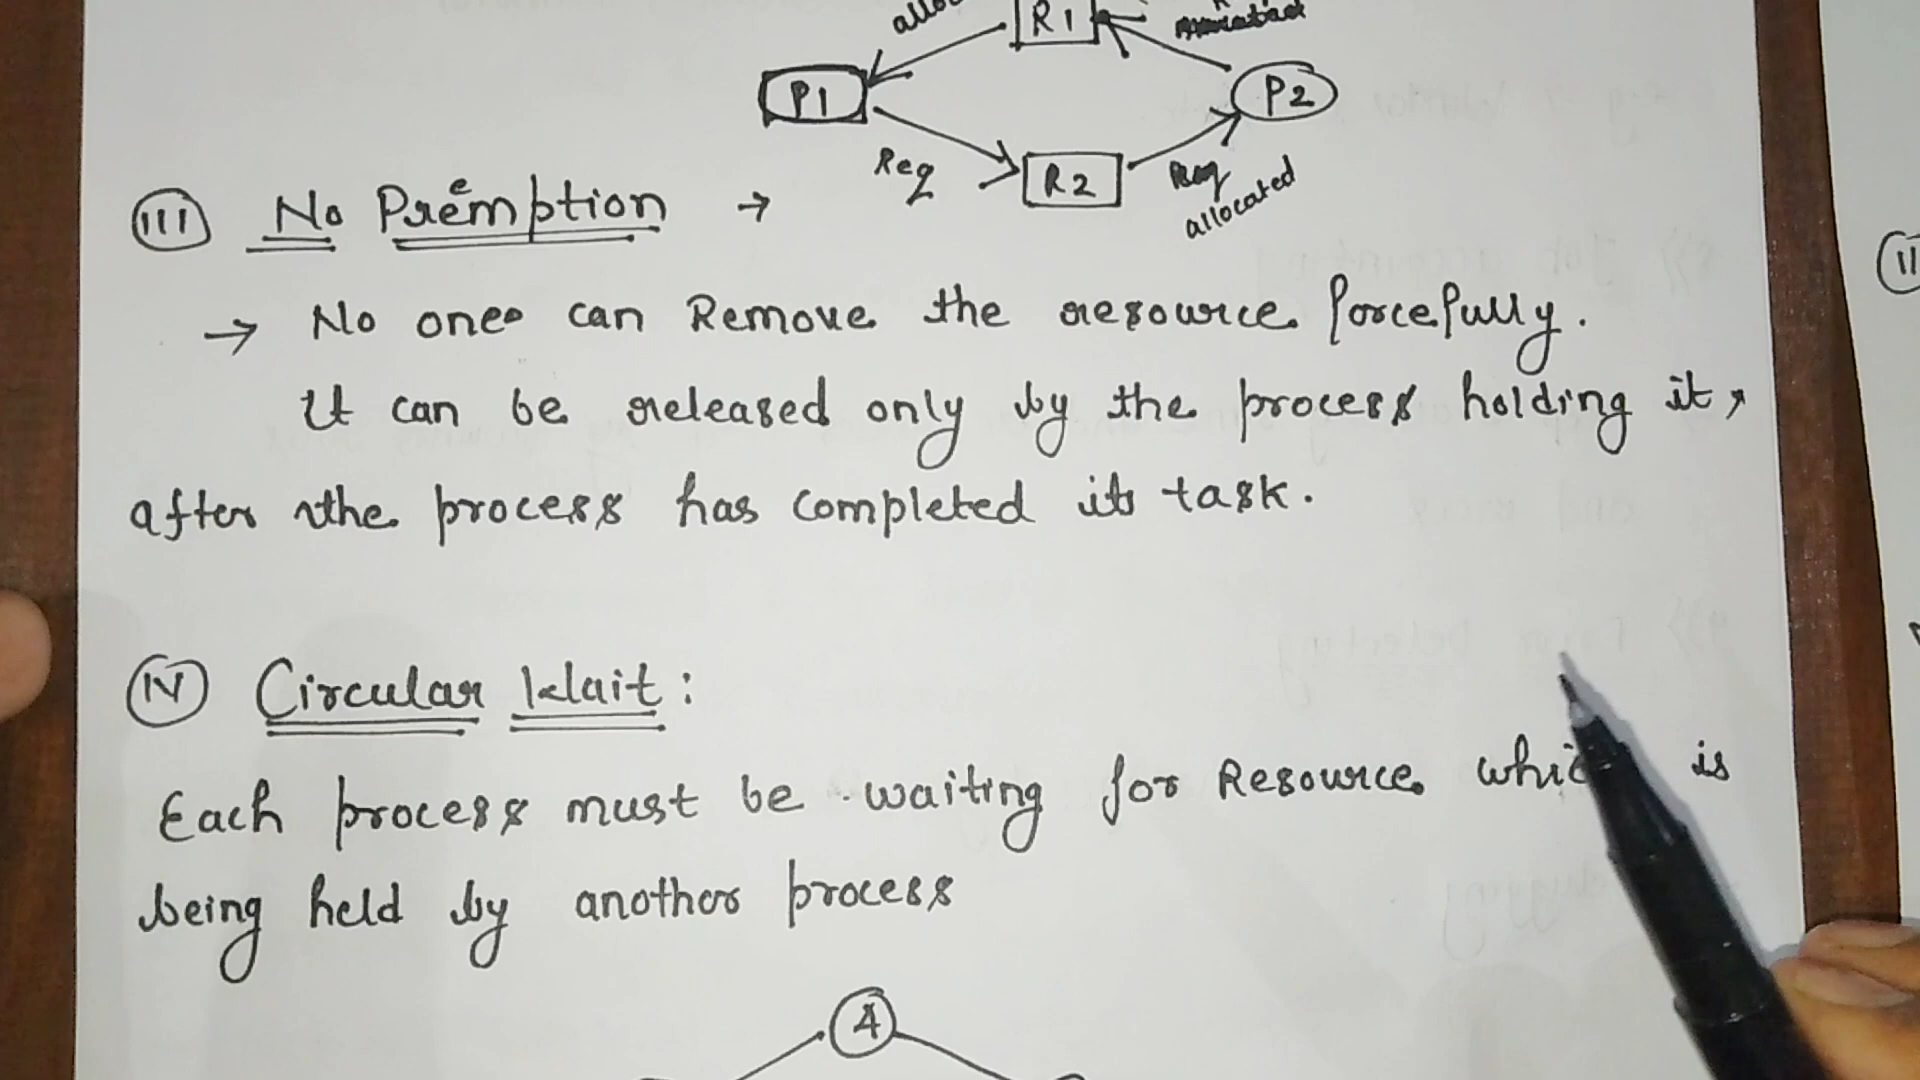 R1
P1
P2
Req
R2
allocated
III No Preemption →
→ No one can Remove the resource forcefully.
It can be released only by the process holding it,
after the process has completed its task.
IV Circular Wait:
Each process must be waiting for Resource is
being held by another process
A